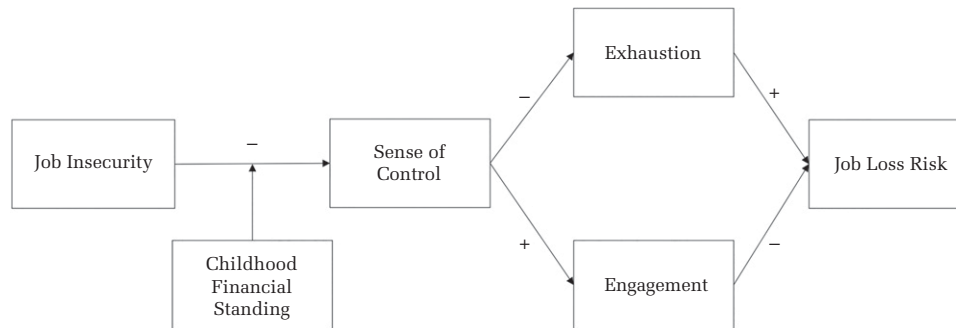 Exhaustion
–
+
–
Job Insecurity
Sense of
Control
Job Loss Risk
+
–
Childhood
Financial
Standing
Engagement